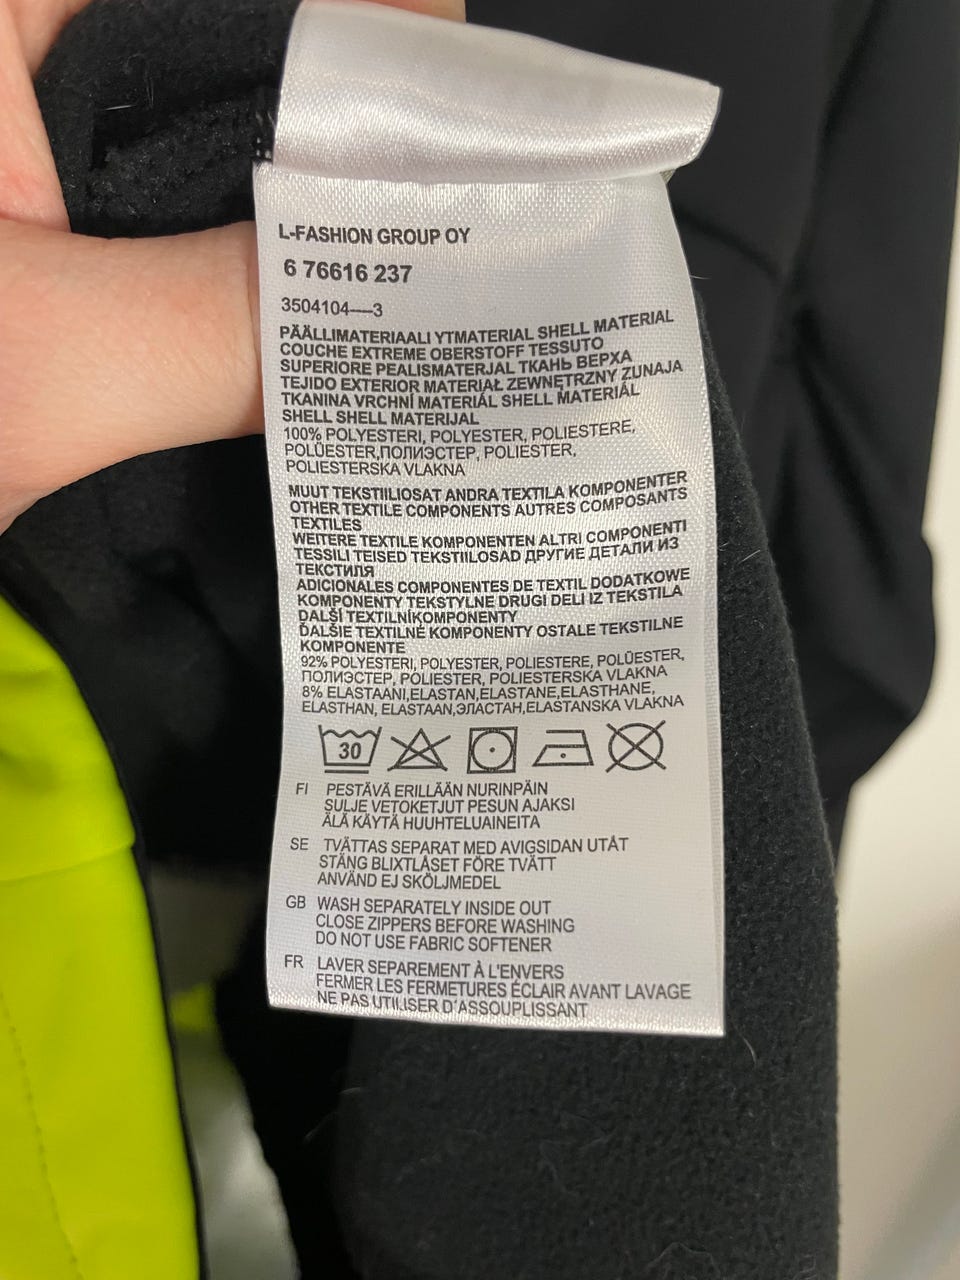 L-FASHION GROUP OY
6 76616 237
3504104----3
PÄÄLLIMATERIAALI YTMATERIAL SHELL MATERIAL
COUCHE EXTREME OBERSTOFF TESSUTO
SUPERIORE PEALISMATERJAL ТКАНЬ ВЕРХА
TEJIDO EXTERIOR MATERIAŁ ZEWNĘTRZNY ZUNAJA
TKANINA VRCHNÍ MATERIÁL SHELL MATERIÁL
SHELL SHELL MATERIJAL
100% POLYESTERI, POLYESTER, POLIESTERE,
POLÜESTER,ПОЛИЭСТЕР, POLIESTER,
POLIESTERSKA VLAKNA
MUUT TEKSTIILIOSAT ANDRA TEXTILA KOMPONENTER
OTHER TEXTILE COMPONENTS AUTRES COMPOSANTS
TEXTILES
WEITERE TEXTILE KOMPONENTEN ALTRI COMPONENTI
TESSILI TEISED TEKSTIILOSAD ДРУГИЕ ДЕТАЛИ ИЗ
ТЕКСТИЛЯ
ADICIONALES COMPONENTES DE TEXTIL DODATKOWE
KOMPONENTY TEKSTYLNE DRUGI DELI IZ TEKSTILA
DALŠÍ TEXTILNÍKOMPONENTY
ĎALŠIE TEXTILNÉ KOMPONENTY OSTALE TEKSTILNE
KOMPONENTE
92% POLYESTERI, POLYESTER, POLIESTERE, POLÜESTER,
ПОЛИЭСТЕР, POLIESTER, POLIESTERSKA VLAKNA
8% ELASTAANI,ELASTAN,ELASTANE,ELASTHANE,
ELASTHAN, ELASTAAN,ЭЛАСТАН,ELASTANSKA VLAKNA
30
FI PESTÄVÄ ERILLÄÄN NURINPÄIN
SULJE VETOKETJUT PESUN AJAKSI
ÄLÄ KÄYTÄ HUUHTELUAINEITA
SE TVÄTTAS SEPARAT MED AVIGSIDAN UTÅT
STÄNG BLIXTLÅSET FÖRE TVÄTT
ANVÄND EJ SKÖLJMEDEL
GB WASH SEPARATELY INSIDE OUT
CLOSE ZIPPERS BEFORE WASHING
DO NOT USE FABRIC SOFTENER
FR LAVER SEPAREMENT À L'ENVERS
FERMER LES FERMETURES ÉCLAIR AVANT LAVAGE
NE PAS UTILISER D'ASSOUPLISSANT